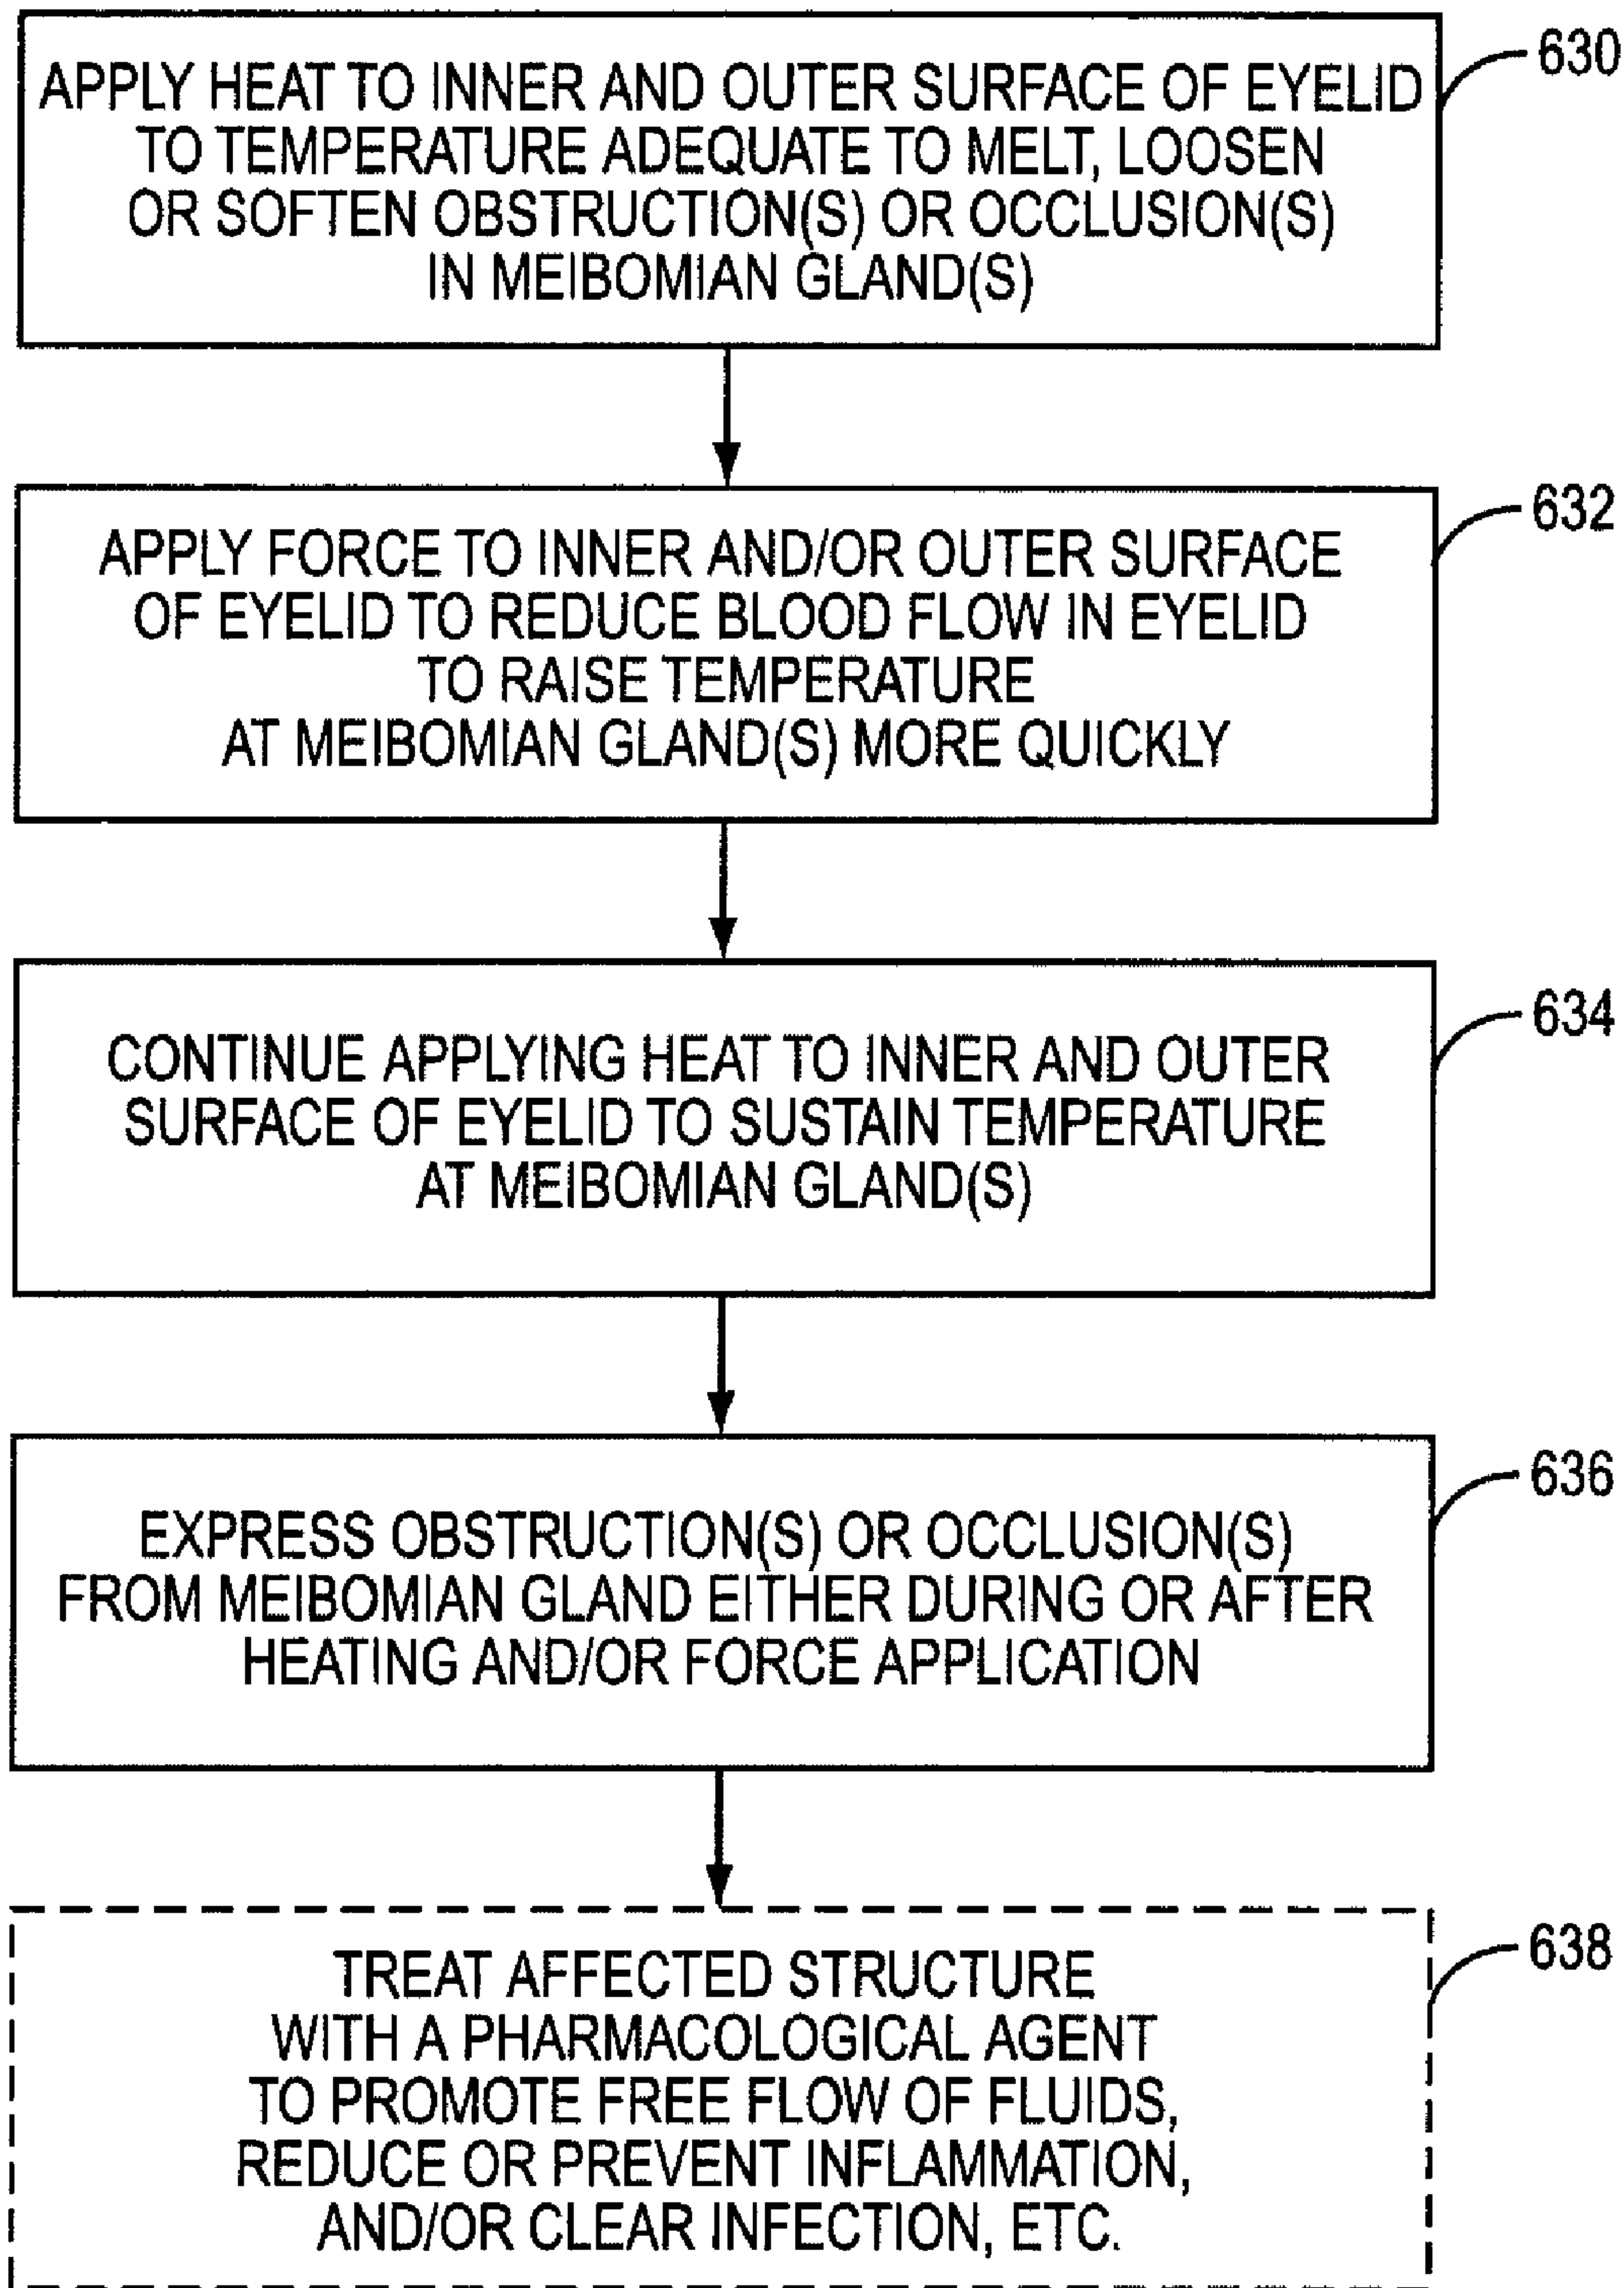 APPLY HEAT TO INNER AND OUTER SURFACE OF EYELID
TO TEMPERATURE ADEQUATE TO MELT, LOOSEN
OR SOFTEN OBSTRUCTION(S) OR OCCLUSION(S)
IN MEIBOMIAN GLAND(S)
630
APPLY FORCE TO INNER AND/OR OUTER SURFACE
OF EYELID TO REDUCE BLOOD FLOW IN EYELID
TO RAISE TEMPERATURE
AT MEIBOMIAN GLAND(S) MORE QUICKLY
632
CONTINUE APPLYING HEAT TO INNER AND OUTER
SURFACE OF EYELID TO SUSTAIN TEMPERATURE
AT MEIBOMIAN GLAND(S)
634
EXPRESS OBSTRUCTION(S) OR OCCLUSION(S)
FROM MEIBOMIAN GLAND EITHER DURING OR AFTER
HEATING AND/OR FORCE APPLICATION
636
TREAT AFFECTED STRUCTURE
WITH A PHARMACOLOGICAL AGENT
TO PROMOTE FREE FLOW OF FLUIDS,
REDUCE OR PREVENT INFLAMMATION,
AND/OR CLEAR INFECTION, ETC.
638